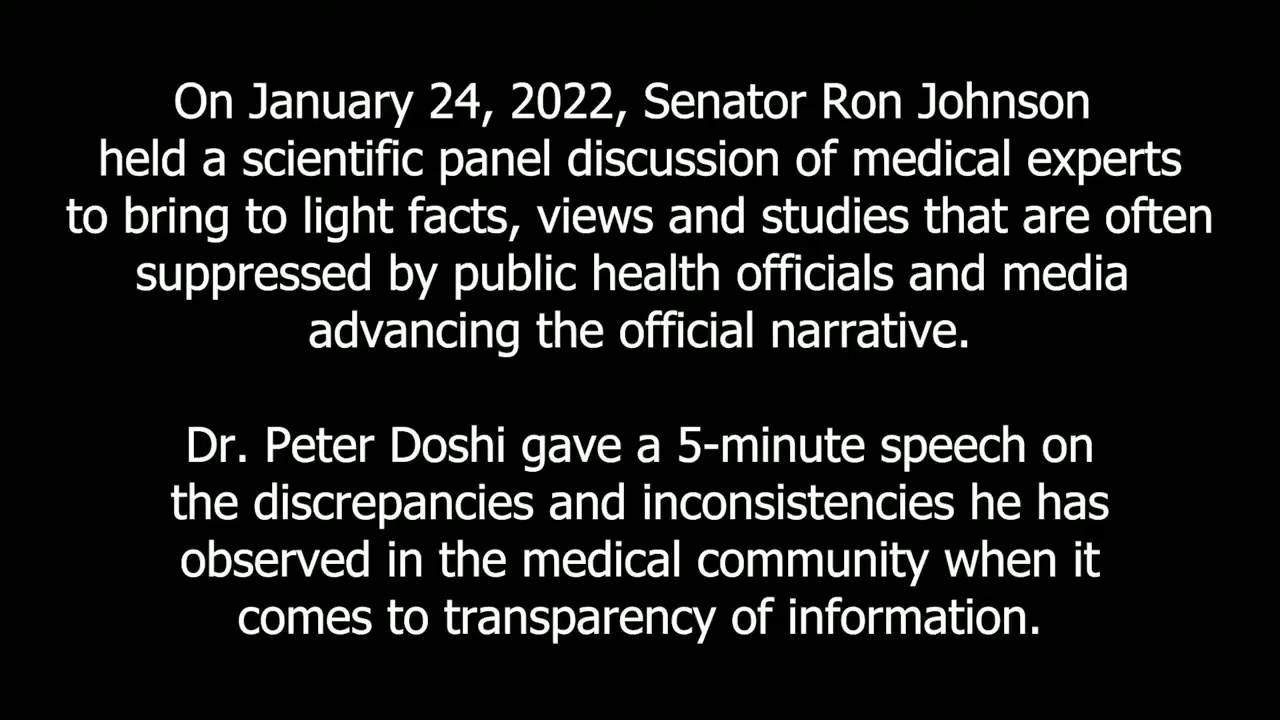 On January 24, 2022, Senator Ron Johnson
held a scientific panel discussion of medical experts
to bring to light facts, views and studies that are often
suppressed by public health officials and media
advancing the official narrative.
Dr. Peter Doshi gave a 5-minute speech on
the discrepancies and inconsistencies he has
observed in the medical community when it
comes to transparency of information.